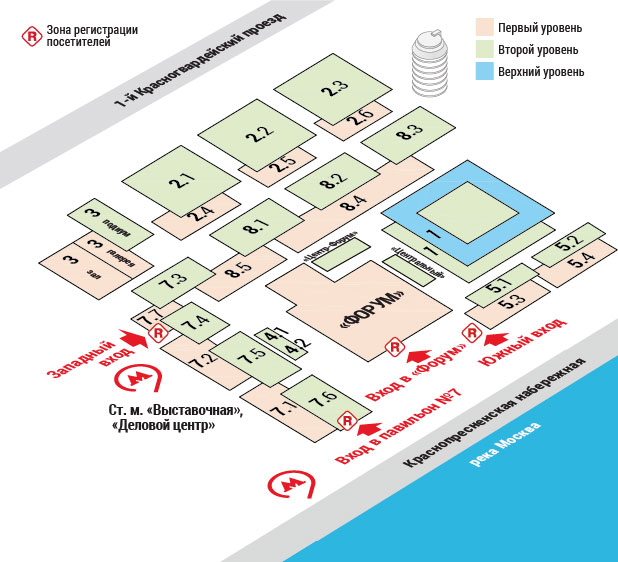 R Зона регистрации
посетителей
1-й Красногвардейский проезд
Первый уровень
Второй уровень
Верхний уровень
2.3
2.6
2.2
2.5
8.3
2.1
2.4
8.2
8.4
3 подиум
3 галерея
3 зал
8.1
8.5
«Центр-Форум»
«Центральный»
1
1
5.2
5.4
5.1
5.3
7.3
7.7
7.4
7.2
4.1
4.2
7.5
7.1
7.6
«ФОРУМ»
R
R
R
R
Западный
вход
Вход в «Форум»
Южный вход
Вход в павильон №7
М
Ст. м. «Выставочная»,
«Деловой центр»
М
Краснопресненская набережная
река Москва